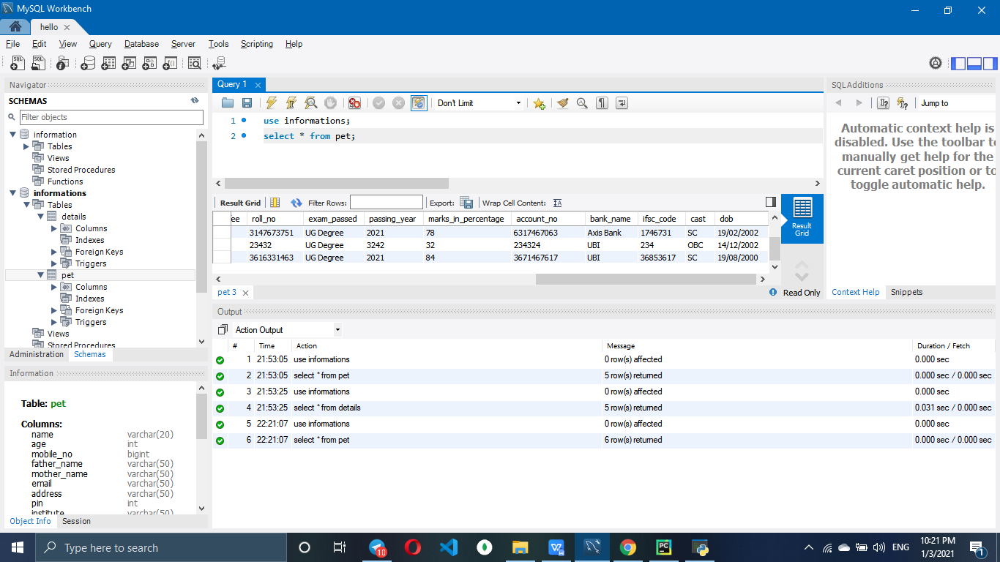 MySQL Workbench
hello
File Edit View Query Database Server Tools Scripting Help
Navigator
SCHEMAS
Filter objects
information
Tables
Views
Stored Procedures
Functions
informations
Tables
details
Columns
Indexes
Foreign Keys
Triggers
pet
Columns
Indexes
Foreign Keys
Triggers
Views
Stored Procedures
Administration Schemas
Information
Table: pet
Columns:
name varchar(20)
age int
mobile_no bigint
father_name varchar(50)
mother_name varchar(50)
email varchar(50)
address varchar(50)
pin int
institute varchar(50)
Object Info Session
Query 1
Don't Limit
1 use informations;
2 select * from pet;
Result Grid Filter Rows: Export: Wrap Cell Content:
ee roll_no exam_passed passing_year marks_in_percentage account_no bank_name ifsc_code cast dob
3147673751 UG Degree 2021 78 6317467063 Axis Bank 1746731 SC 19/02/2002
23432 UG Degree 3242 32 234324 UBI 234 OBC 14/12/2002
3616331463 UG Degree 2021 84 3671467617 UBI 36853617 SC 19/08/2000
Result
Grid
pet 3 Read Only
Output
Action Output
# Time Action Message Duration / Fetch
1 21:53:05 use informations 0 row(s) affected 0.000 sec
2 21:53:05 select * from pet 5 row(s) returned 0.000 sec / 0.000 sec
3 21:53:25 use informations 0 row(s) affected 0.000 sec
4 21:53:25 select * from details 5 row(s) returned 0.031 sec / 0.000 sec
5 22:21:07 use informations 0 row(s) affected 0.000 sec
6 22:21:07 select * from pet 6 row(s) returned 0.000 sec / 0.000 sec
SQLAdditions
Jump to
Automatic context help is
disabled. Use the toolbar to
manually get help for the
current caret position or to
toggle automatic help.
Context Help Snippets
Type here to search
10
PC
ENG
10:21 PM
1/3/2021
1